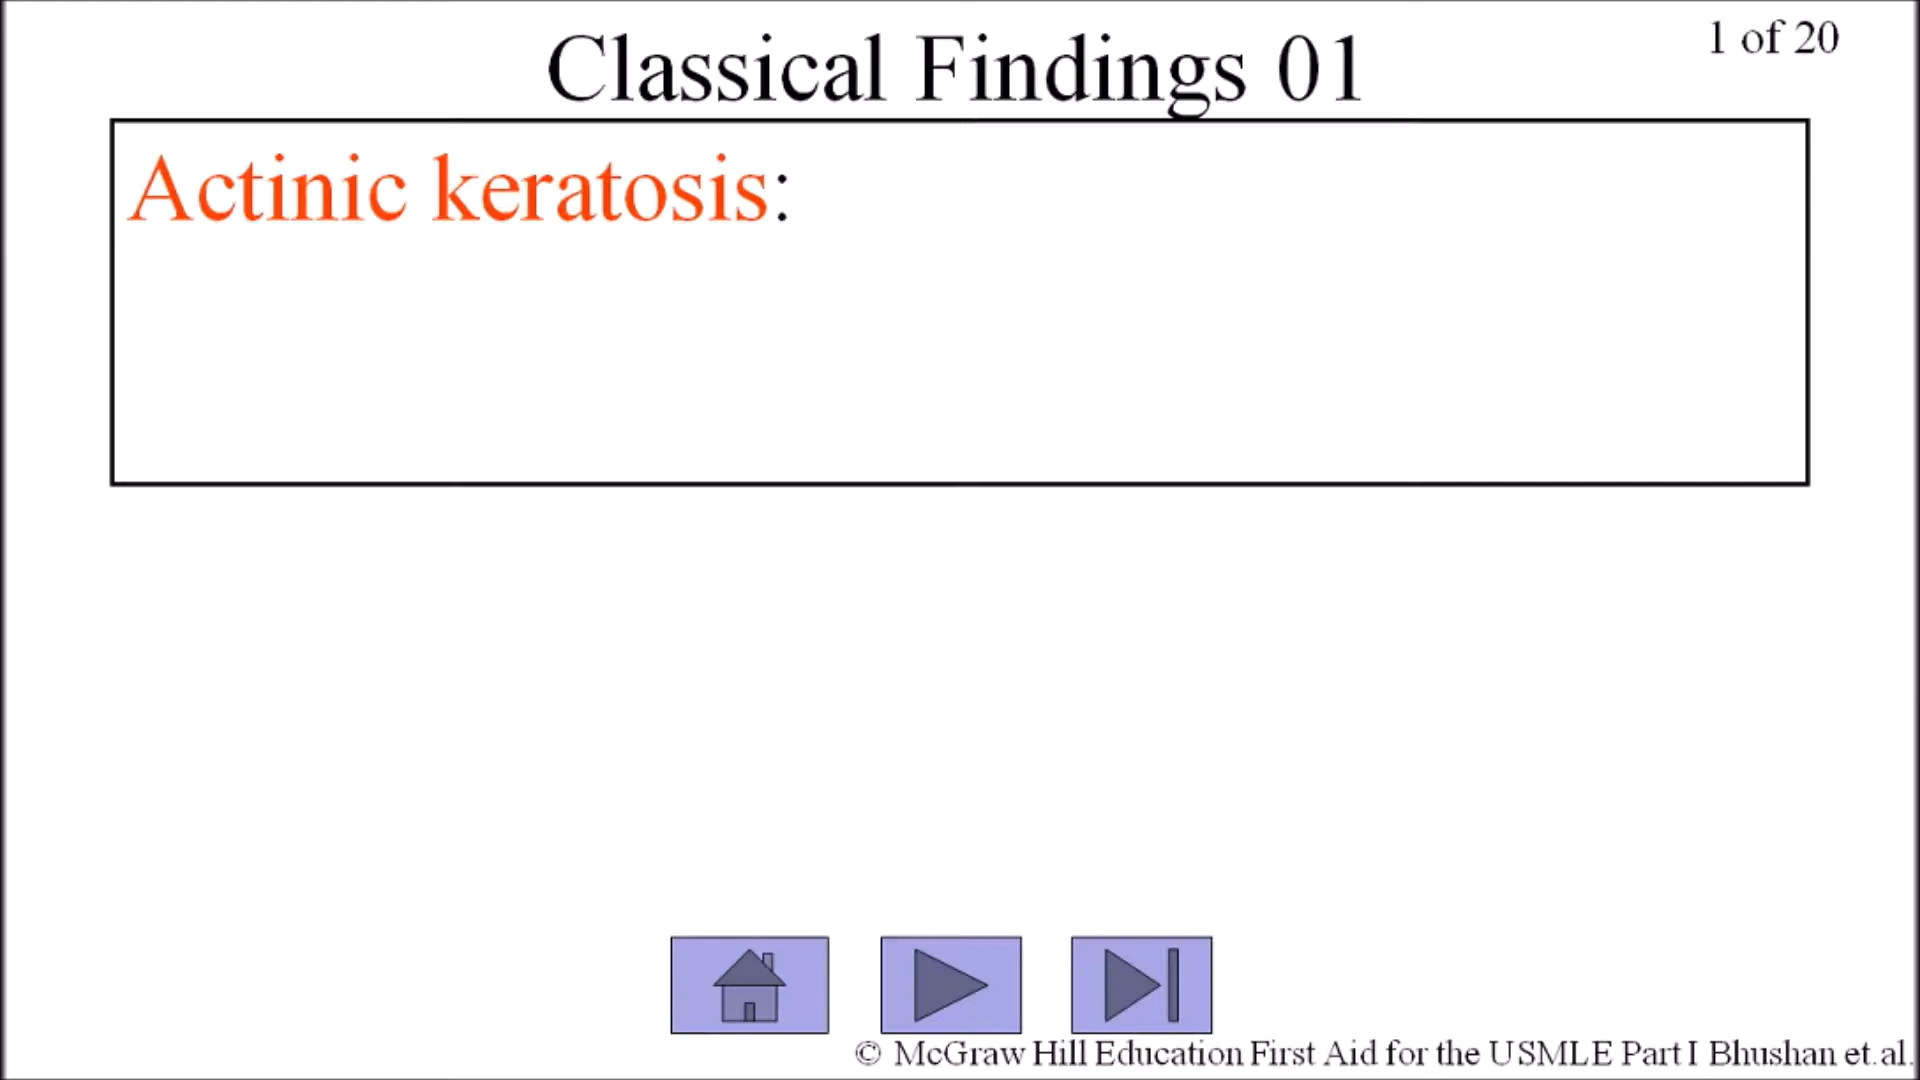 Classical Findings 01
1 of 20
Actinic keratosis:
© McGraw Hill Education First Aid for the USMLE Part I Bhushan et.al.